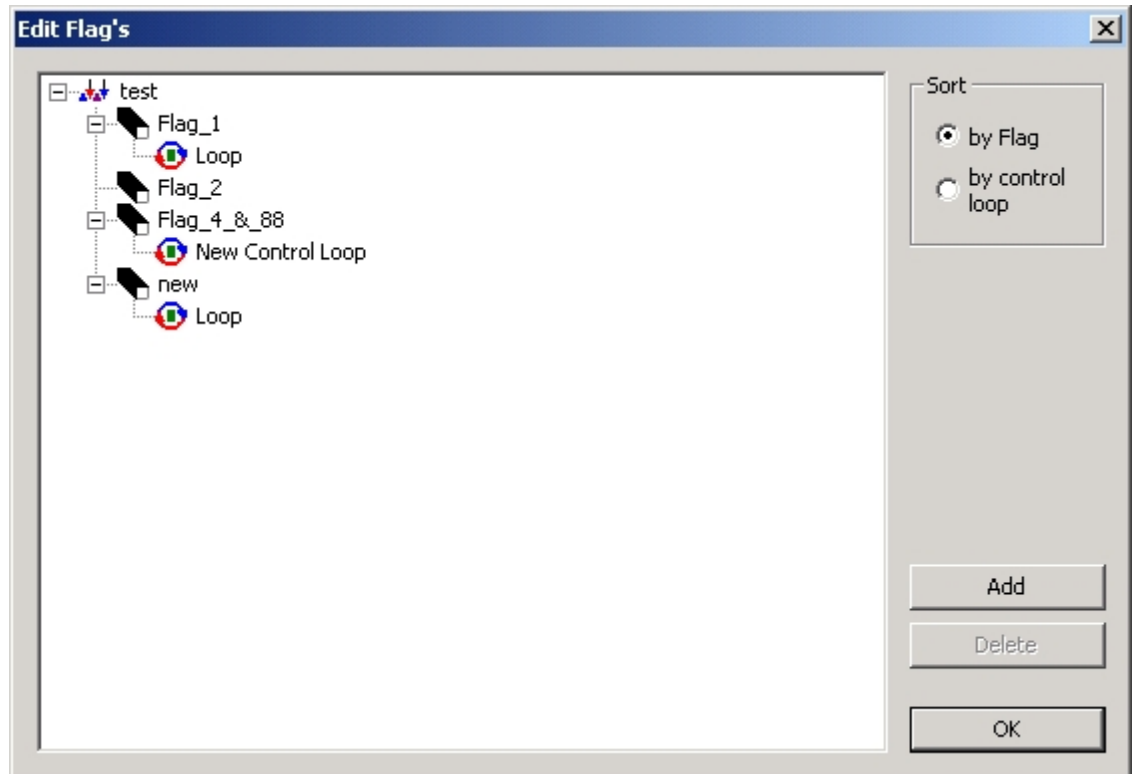 Edit Flag's
test
Flag_1
Loop
Flag_2
Flag_4_&_88
New Control Loop
new
Loop
Sort
by Flag
by control
loop
Add
Delete
OK